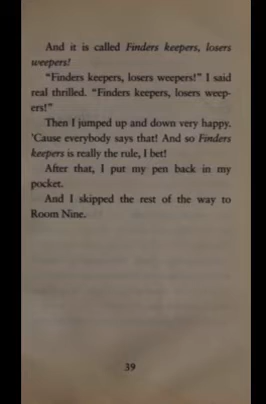 And it is called Finders keepers, losers
weepers!
"Finders keepers, losers weepers!" I said
real thrilled. "Finders keepers, losers weep-
ers!"
Then I jumped up and down very happy.
'Cause everybody says that! And so Finders
keepers is really the rule, I bet!
After that, I put my pen back in my
pocket.
And I skipped the rest of the way to
Room Nine.
39